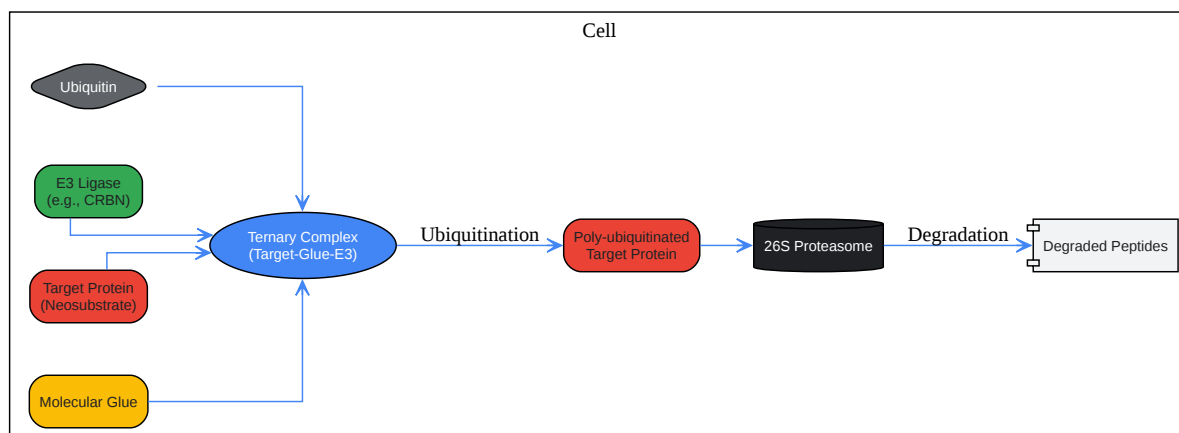 Cell
Ubiquitin
E3 Ligase
(e.g., CRBN)
Target Protein
(Neosubstrate)
Molecular Glue
Ternary Complex
(Target-Glue-E3)
Ubiquitination
Poly-ubiquitinated
Target Protein
26S Proteasome
Degradation
Degraded Peptides